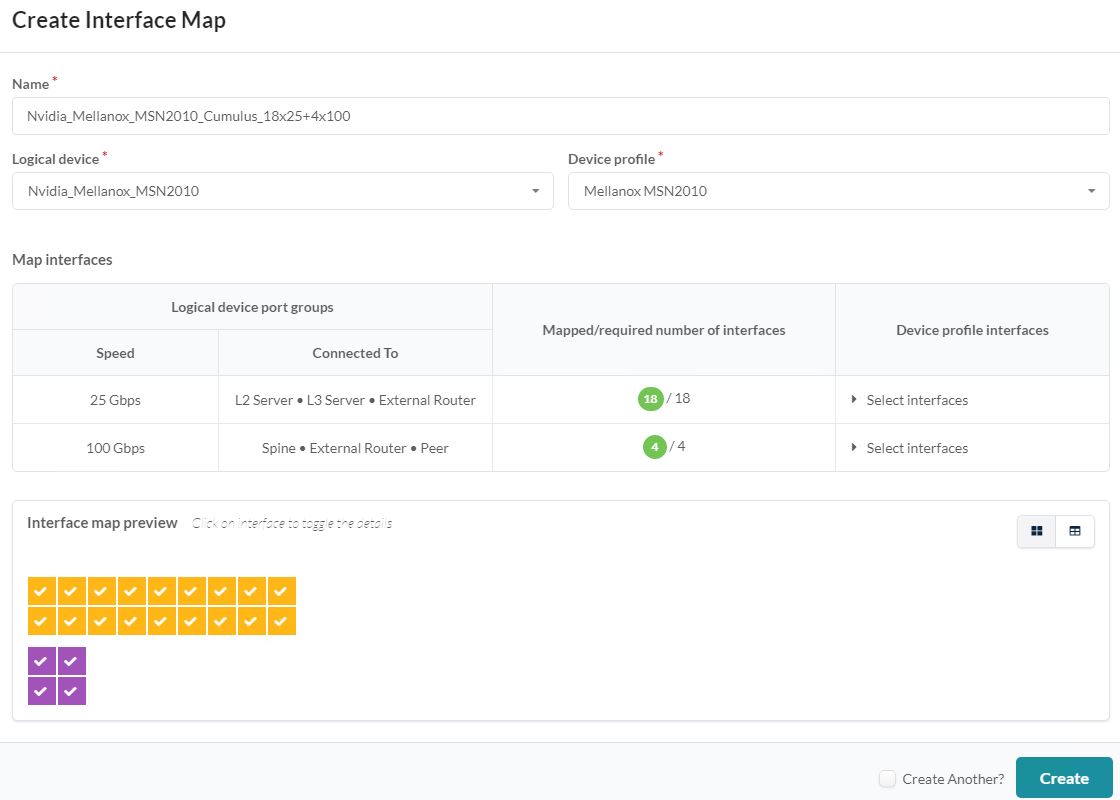 Create Interface Map
Name *
Nvidia_Mellanox_MSN2010_Cumulus_18x25+4x100
Logical device * Device profile *
Nvidia_Mellanox_MSN2010 Mellanox MSN2010
Map interfaces
Logical device port groups Mapped/required number of interfaces Device profile interfaces
Speed Connected To
25 Gbps L2 Server • L3 Server • External Router 18 / 18 Select interfaces
100 Gbps Spine • External Router • Peer 4 / 4 Select interfaces
Interface map preview Click on interface to toggle the details
Create Another? Create